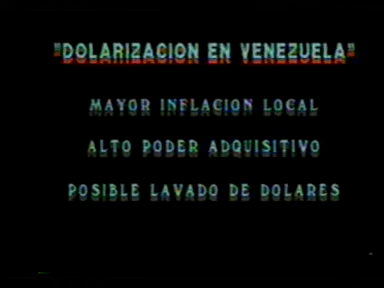 "DOLARIZACION EN VENEZUELA"
MAYOR INFLACION LOCAL
ALTO PODER ADQUISITIVO
POSIBLE LAVADO DE DOLARES